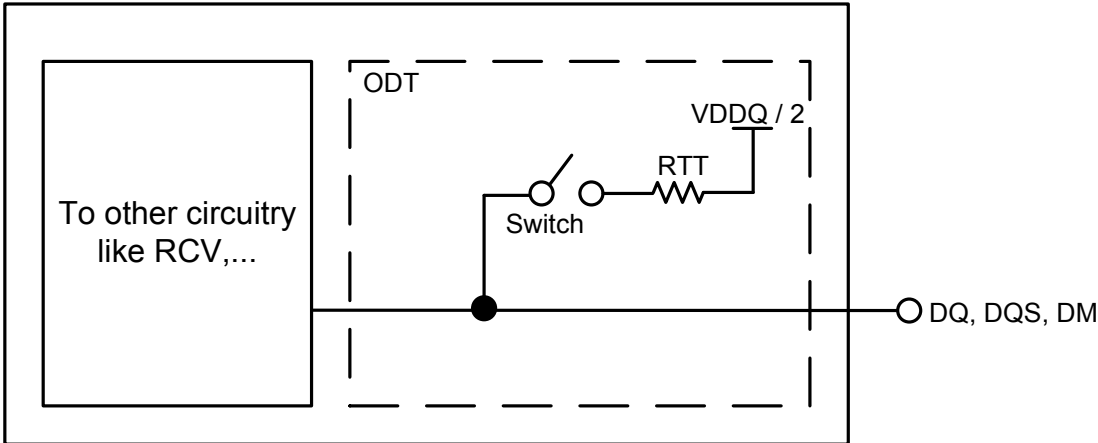 ODT
VDDQ / 2
RTT
Switch
To other circuitry
like RCV,...
DQ, DQS, DM